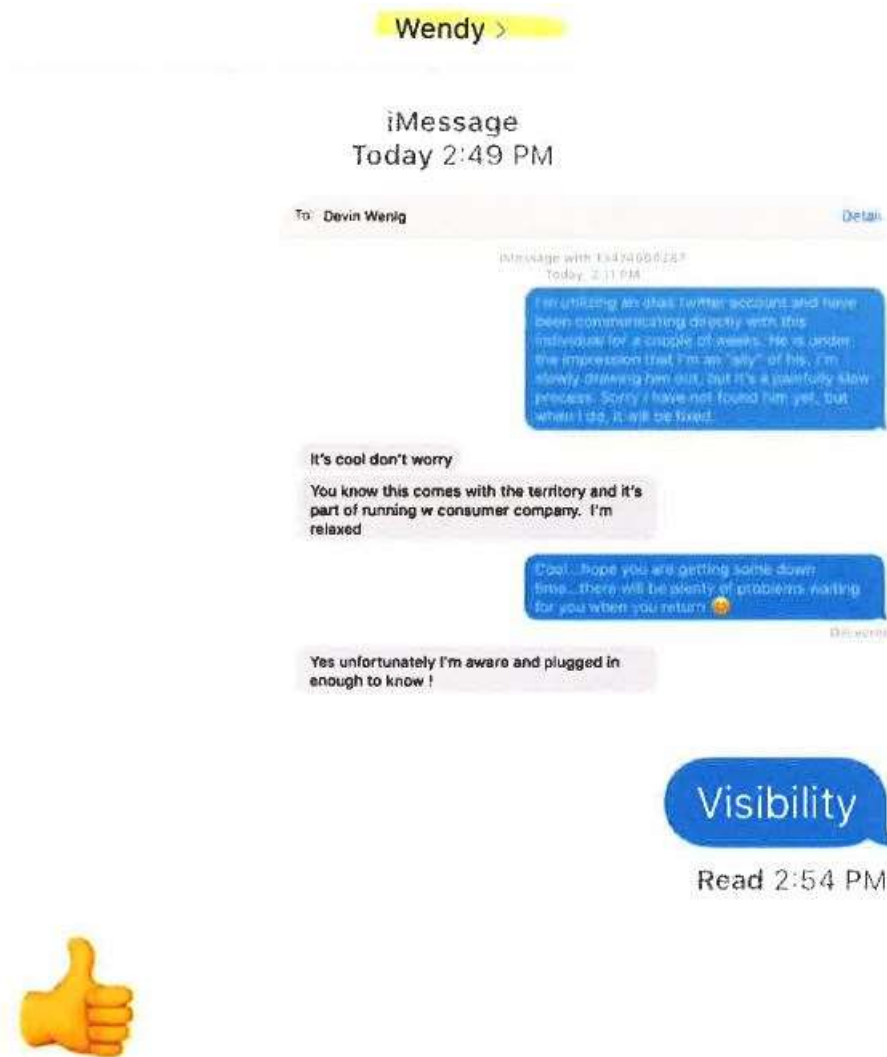 Wendy >
iMessage
Today 2:49 PM
To: Devin Wenig
Detail
iMessage with
Today, 2:11 PM
I'm utilizing an alias twitter account and have
been communicating directly with this
individual for a couple of weeks. He is under
the impression that I'm an "ally" of his. I'm
slowly drawing him out, but it's a painfully slow
process. Sorry I have not found him yet, but
when I do, it will be fixed.
It's cool don't worry
You know this comes with the territory and it's
part of running w consumer company. I'm
relaxed
Cool...hope you are getting some down
time...there will be plenty of problems waiting
for you when you return 😊
Delivered
Yes unfortunately I'm aware and plugged in
enough to know !
Visibility
Read 2:54 PM